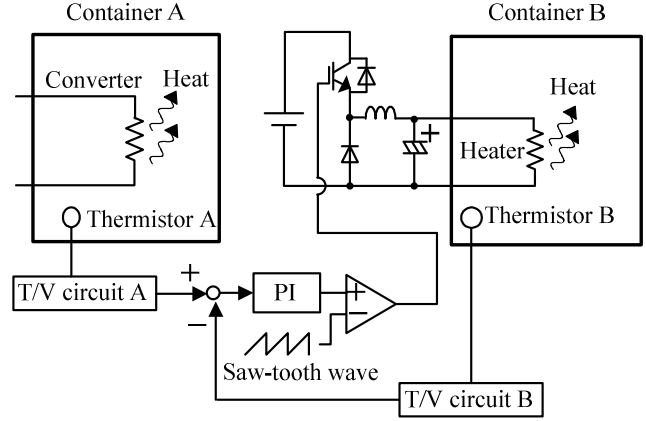 Container A
Container B
Converter
Heat
Heat
Heater
Thermistor A
Thermistor B
T/V circuit A
+
−
PI
+
−
+
Saw-tooth wave
T/V circuit B